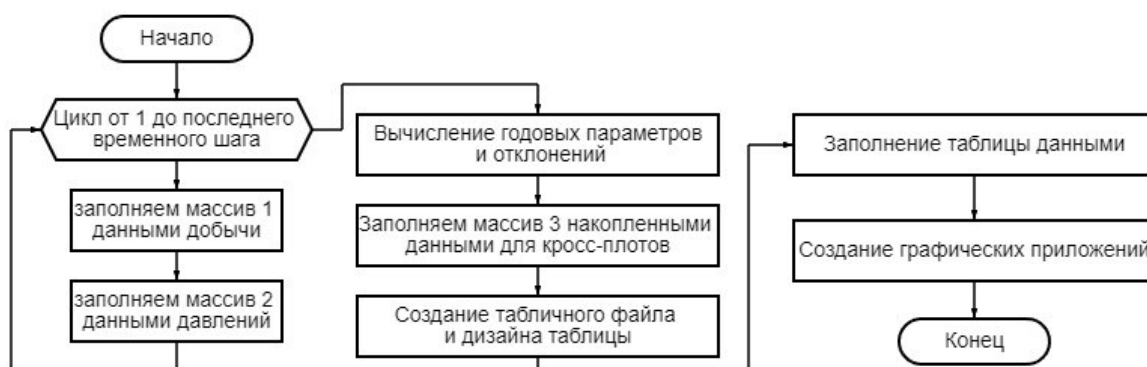 Начало
Цикл от 1 до последнего
временного шага
заполняем массив 1
данными добычи
заполняем массив 2
данными давлений
Вычисление годовых параметров
и отклонений
Заполняем массив 3 накопленными
данными для кросс-плотов
Создание табличного файла
и дизайна таблицы
Заполнение таблицы данными
Создание графических приложений
Конец